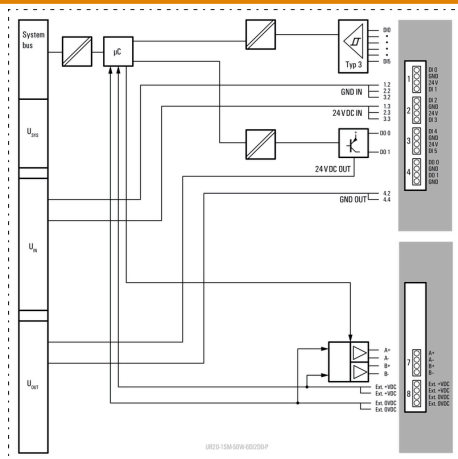 System
bus
µC
Typ 3
DI0
DI5
U SYS
1.2
2.2
3.2
GND IN
1.3
2.3
3.3
24 V DC IN
DO 0
DO 1
24 V DC OUT
4.2
4.4
GND OUT
U IN
U OUT
1
DI 0
GND
24 V
DI 1
2
DI 2
GND
24 V
DI 3
3
DI 4
GND
24 V
DI 5
4
DO 0
GND
DO 1
GND
A+
A-
B+
B-
Ext. +VDC
Ext. +VDC
Ext. 0VDC
Ext. 0VDC
7
A+
A-
B+
B-
8
Ext. +VDC
Ext. +VDC
Ext. 0VDC
Ext. 0VDC